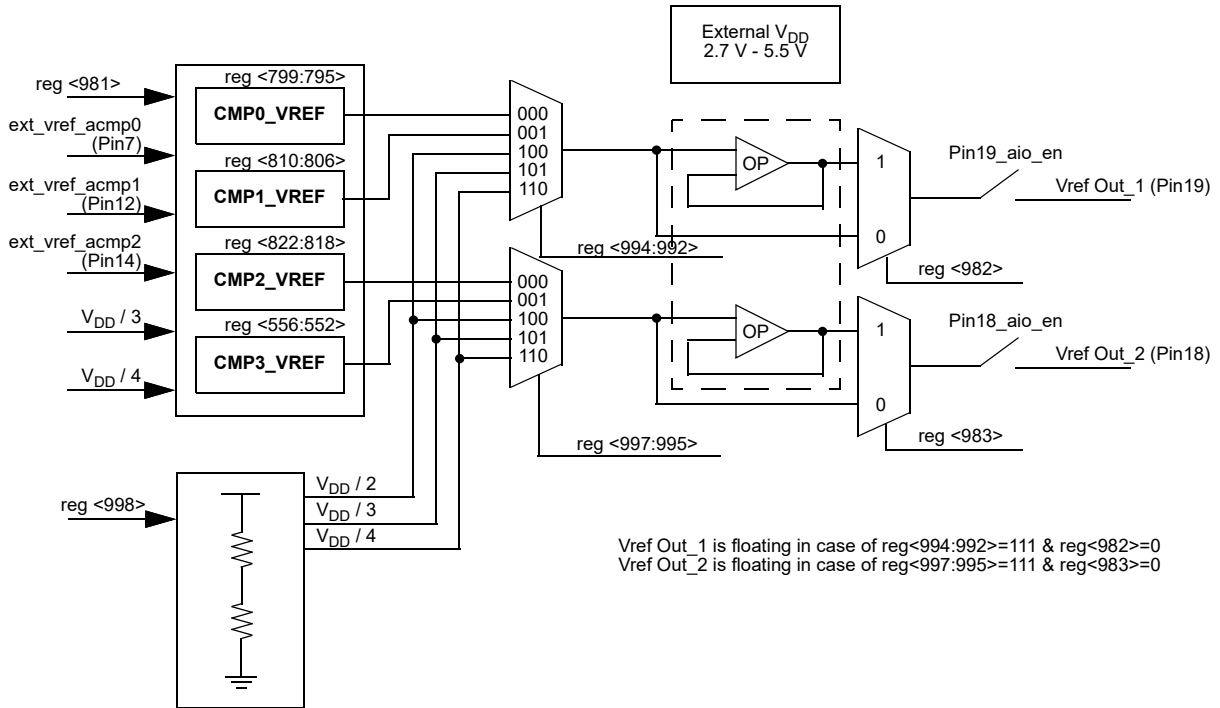 External VDD
2.7 V - 5.5 V
reg <981>
ext_vref_acmp0
(Pin7)
ext_vref_acmp1
(Pin12)
ext_vref_acmp2
(Pin14)
VDD / 3
VDD / 4
reg <799:795>
CMP0_VREF
reg <810:806>
CMP1_VREF
reg <822:818>
CMP2_VREF
reg <556:552>
CMP3_VREF
000
001
100
101
110
reg <994:992>
OP
1
0
reg <982>
Pin19_aio_en
Vref Out_1 (Pin19)
000
001
100
101
110
reg <997:995>
OP
1
0
reg <983>
Pin18_aio_en
Vref Out_2 (Pin18)
reg <998>
VDD / 2
VDD / 3
VDD / 4
Vref Out_1 is floating in case of reg<994:992>=111 & reg<982>=0
Vref Out_2 is floating in case of reg<997:995>=111 & reg<983>=0